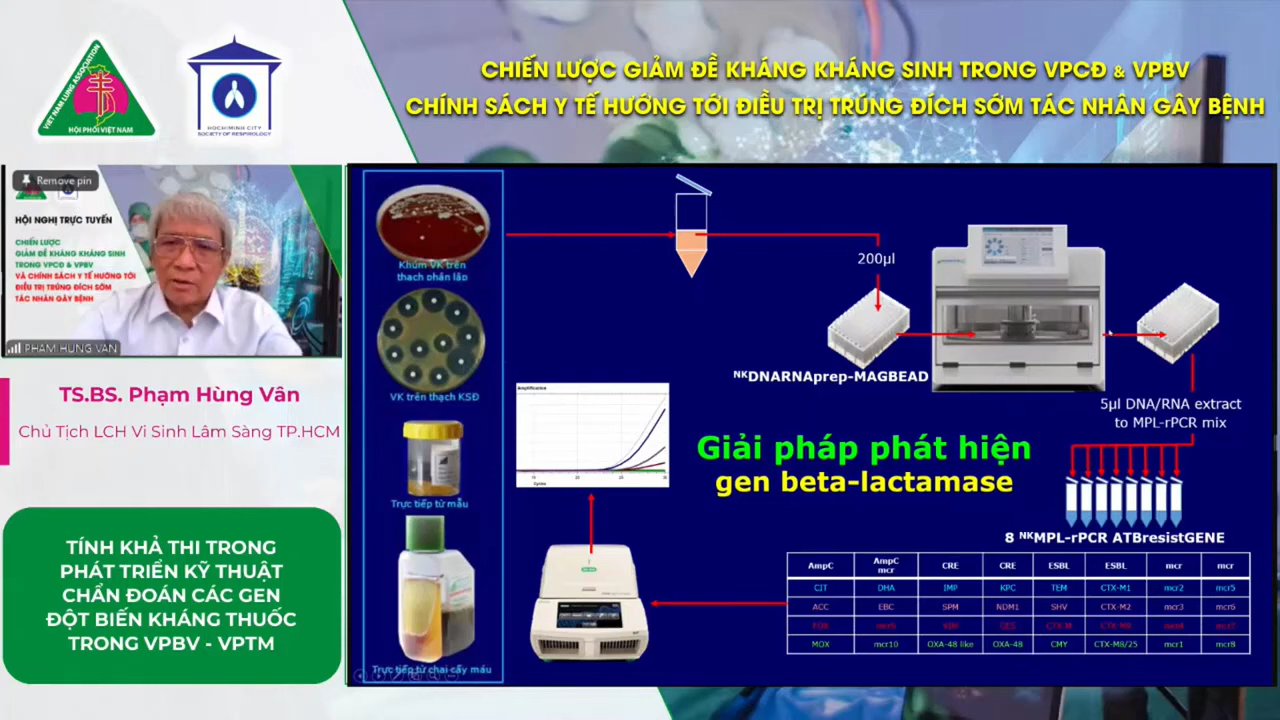 VIET NAM LUNG ASSOCIATION
HỘI PHỔI VIỆT NAM
HOCHIMINH CITY
SOCIETY OF RESPIROLOGY
CHIẾN LƯỢC GIẢM ĐỀ KHÁNG KHÁNG SINH TRONG VPCĐ & VPBV
CHÍNH SÁCH Y TẾ HƯỚNG TỚI ĐIỀU TRỊ TRÚNG ĐÍCH SỚM TÁC NHÂN GÂY BỆNH
Remove pin
HỘI NGHỊ TRỰC TUYẾN
CHIẾN LƯỢC
GIẢM ĐỀ KHÁNG KHÁNG SINH
TRONG VPCĐ & VPBV
VÀ CHÍNH SÁCH Y TẾ HƯỚNG TỚI
ĐIỀU TRỊ TRÚNG ĐÍCH SỚM
TÁC NHÂN GÂY BỆNH
PHAM HUNG VAN
TS.BS. Phạm Hùng Vân
Chủ Tịch LCH Vi Sinh Lâm Sàng TP.HCM
TÍNH KHẢ THI TRONG
PHÁT TRIỂN KỸ THUẬT
CHẨN ĐOÁN CÁC GEN
ĐỘT BIẾN KHÁNG THUỐC
TRONG VPBV - VPTM
Khúm VK trên
thạch phân lập
VK trên thạch KSĐ
Trực tiếp từ mẫu
Trực tiếp từ chai cấy máu
Amplification
Cycles
200µl
NKDNARNAprep-MAGBEAD
5µl DNA/RNA extract
to MPL-rPCR mix
Giải pháp phát hiện
gen beta-lactamase
8 NKMPL-rPCR ATBresistGENE
AmpC AmpC mcr CRE CRE ESBL ESBL mcr mcr
CIT DHA IMP KPC TEM CTX-M1 mcr2 mcr5
ACC EBC SPM NDM1 SHV CTX-M2 mcr3 mcr6
FOX mcr9 VIM GES CTX-M CTX-M9 mcr4 mcr7
MOX mcr10 OXA-48 like OXA-48 CMY CTX-M8/25 mcr1 mcr8